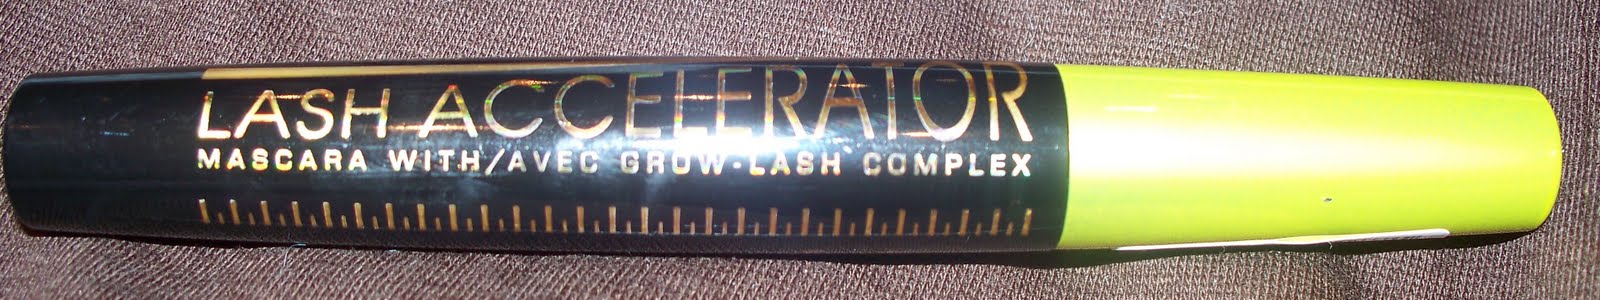 LASH ACCELERATOR
MASCARA WITH/AVEC GROW-LASH COMPLEX